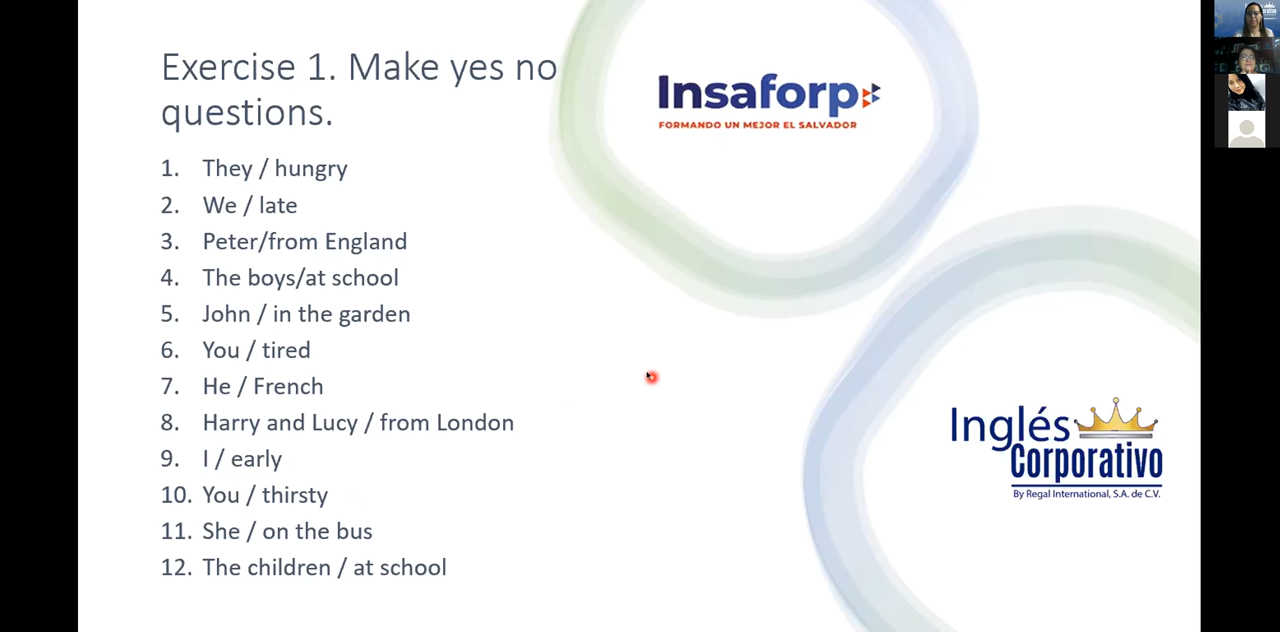 Exercise 1. Make yes no
questions.
1. They / hungry
2. We / late
3. Peter/from England
4. The boys/at school
5. John / in the garden
6. You / tired
7. He / French
8. Harry and Lucy / from London
9. I / early
10. You / thirsty
11. She / on the bus
12. The children / at school
Insaforp
FORMANDO UN MEJOR EL SALVADOR
Inglés
Corporativo
By Regal International, S.A. de C.V.